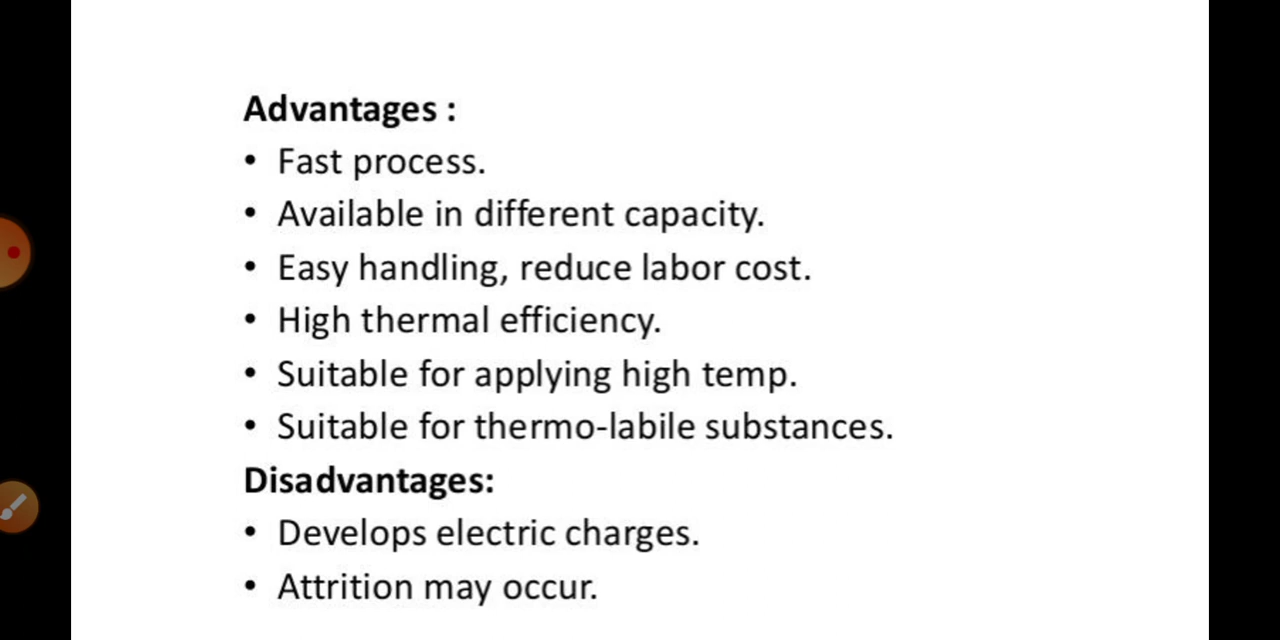 Advantages :
• Fast process.
• Available in different capacity.
• Easy handling, reduce labor cost.
• High thermal efficiency.
• Suitable for applying high temp.
• Suitable for thermo-labile substances.
Disadvantages:
• Develops electric charges.
• Attrition may occur.